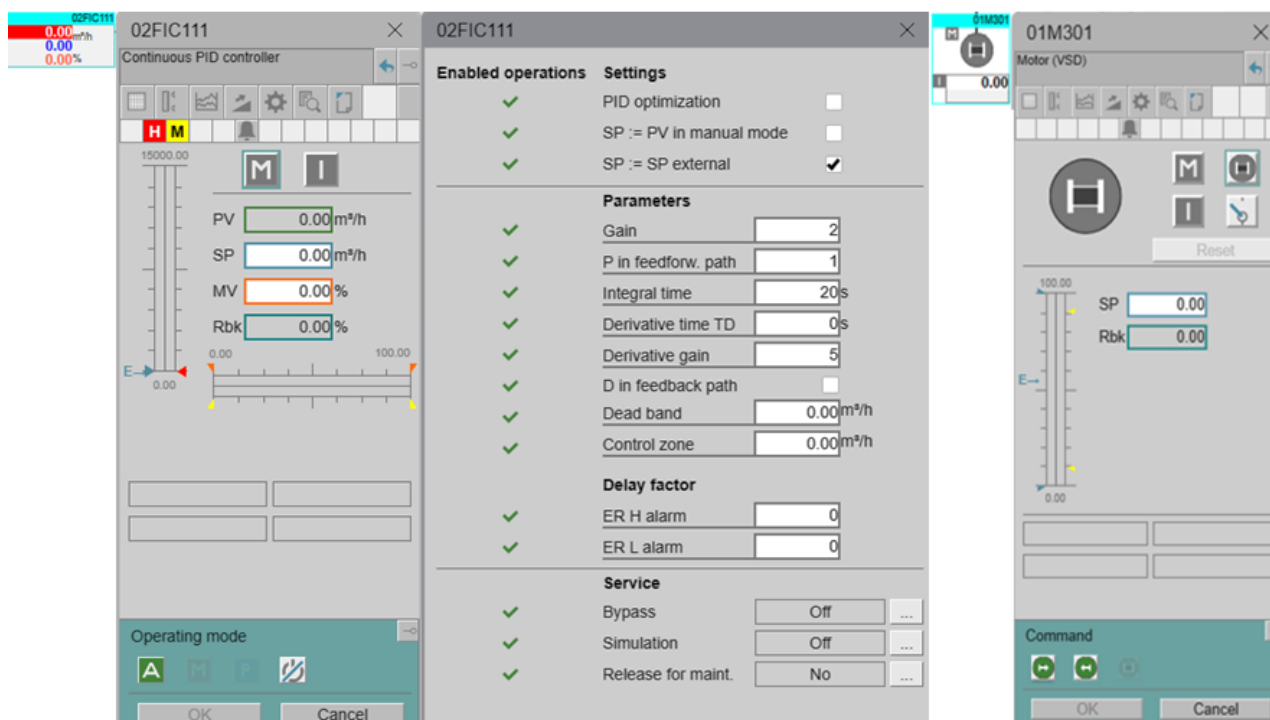 02FIC111
0.00 m³/h
0.00
0.00 %
02FIC111
Continuous PID controller
H M
15000.00
M I
PV 0.00 m³/h
SP 0.00 m³/h
MV 0.00 %
Rbk 0.00 %
0.00 100.00
E
0.00
Operating mode
A M P
OK Cancel
02FIC111
Enabled operations Settings
PID optimization
SP := PV in manual mode
SP := SP external
Parameters
Gain 2
P in feedforw. path 1
Integral time 20 s
Derivative time TD 0 s
Derivative gain 5
D in feedback path
Dead band 0.00 m³/h
Control zone 0.00 m³/h
Delay factor
ER H alarm 0
ER L alarm 0
Service
Bypass Off ...
Simulation Off ...
Release for maint. No ...
01M301
M
I 0.00
01M301
Motor (VSD)
M
I
Reset
100.00
SP 0.00
Rbk 0.00
E
0.00
Command
OK Cancel